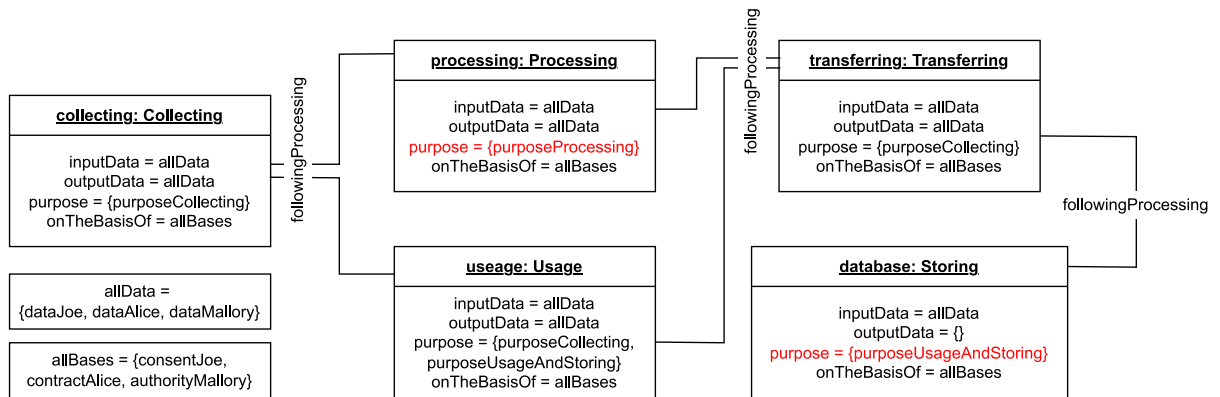 collecting: Collecting
inputData = allData
outputData = allData
purpose = {purposeCollecting}
onTheBasisOf = allBases
allData =
{dataJoe, dataAlice, dataMallory}
allBases = {consentJoe,
contractAlice, authorityMallory}
followingProcessing
processing: Processing
inputData = allData
outputData = allData
purpose = {purposeProcessing}
onTheBasisOf = allBases
useage: Usage
inputData = allData
outputData = allData
purpose = {purposeCollecting,
purposeUsageAndStoring}
onTheBasisOf = allBases
followingProcessing
transferring: Transferring
inputData = allData
outputData = allData
purpose = {purposeCollecting}
onTheBasisOf = allBases
followingProcessing
database: Storing
inputData = allData
outputData = {}
purpose = {purposeUsageAndStoring}
onTheBasisOf = allBases